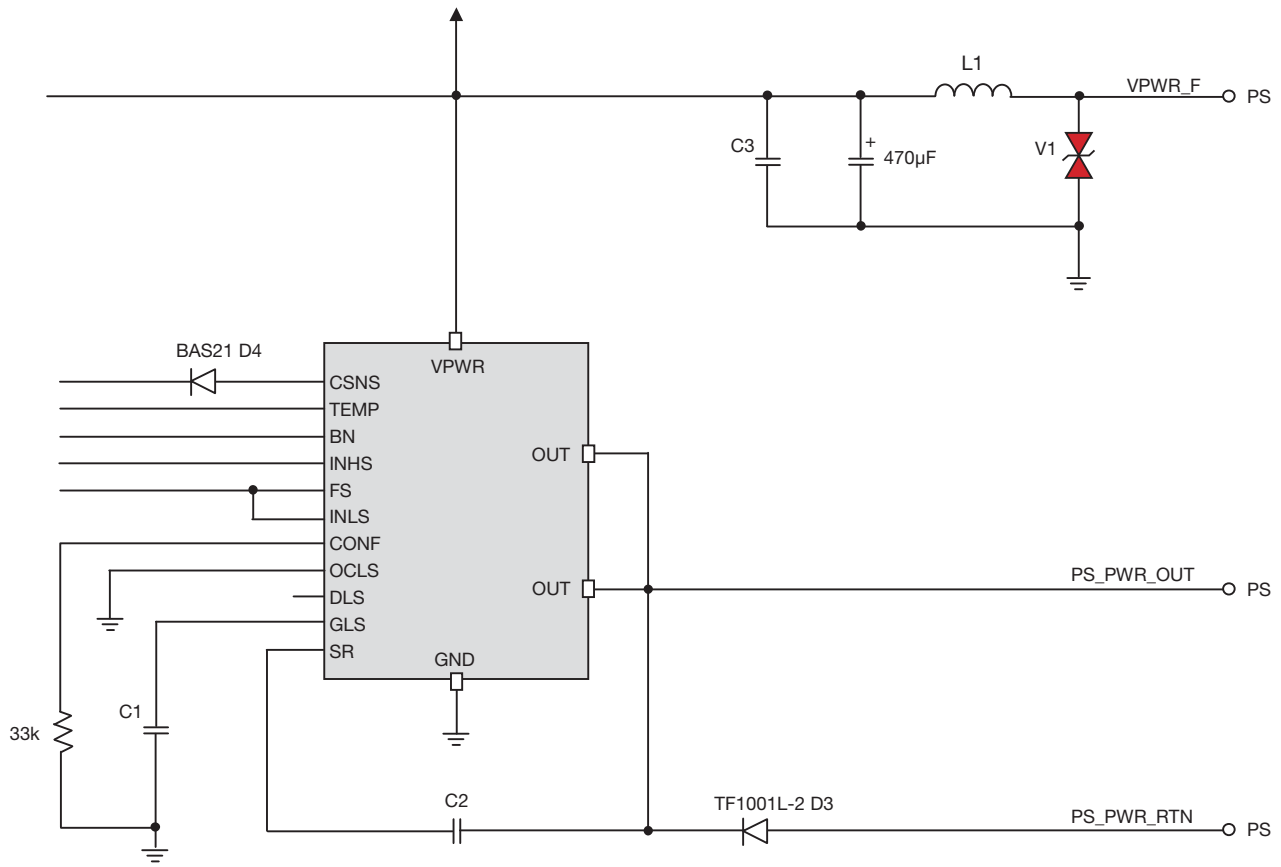 L1
VPWR_F
PS
C3
+
470µF
V1
BAS21 D4
VPWR
CSNS
TEMP
BN
INHS
FS
INLS
CONF
OCLS
DLS
GLS
SR
OUT
OUT
GND
PS_PWR_OUT
PS
33k
C1
C2
TF1001L-2 D3
PS_PWR_RTN
PS